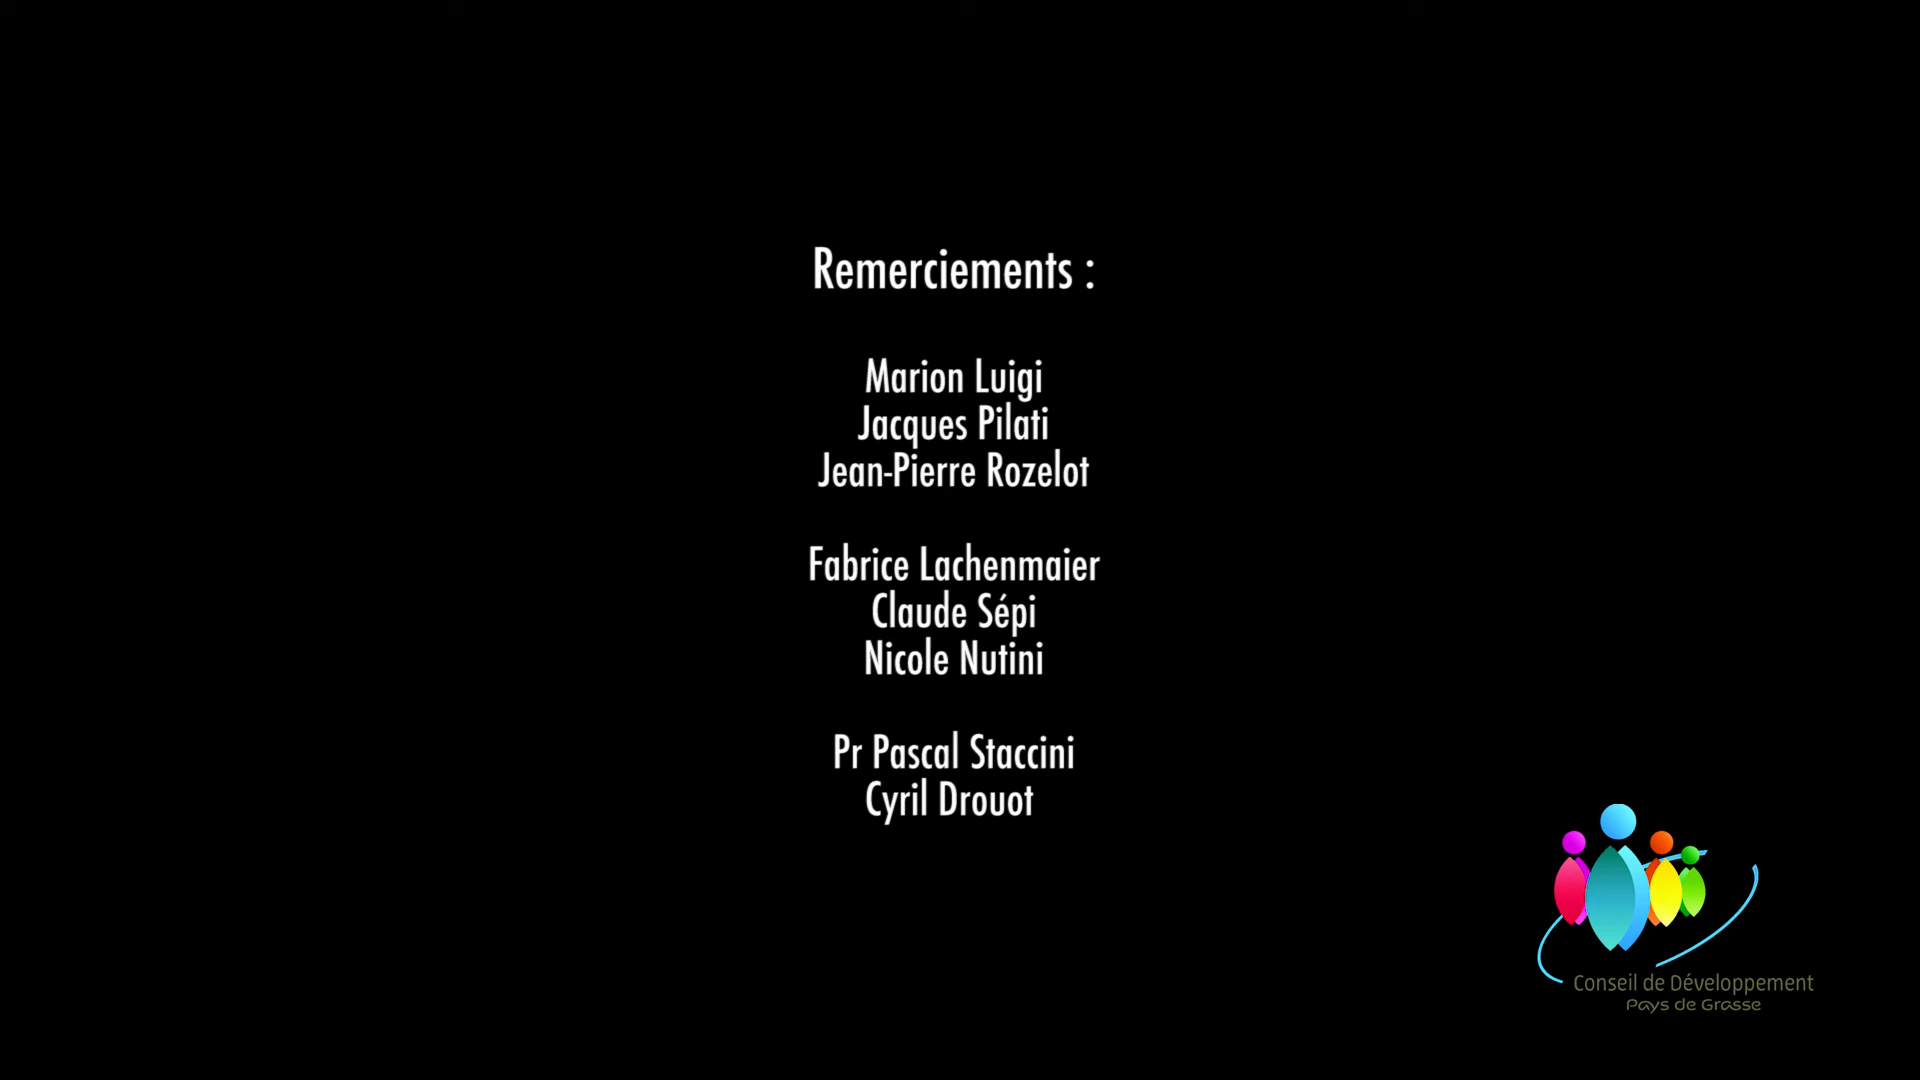 Remerciements :
Marion Luigi
Jacques Pilati
Jean-Pierre Rozelot
Fabrice Lachenmaier
Claude Sépi
Nicole Nutini
Pr Pascal Staccini
Cyril Drouot
Conseil de Développement
Pays de Grasse